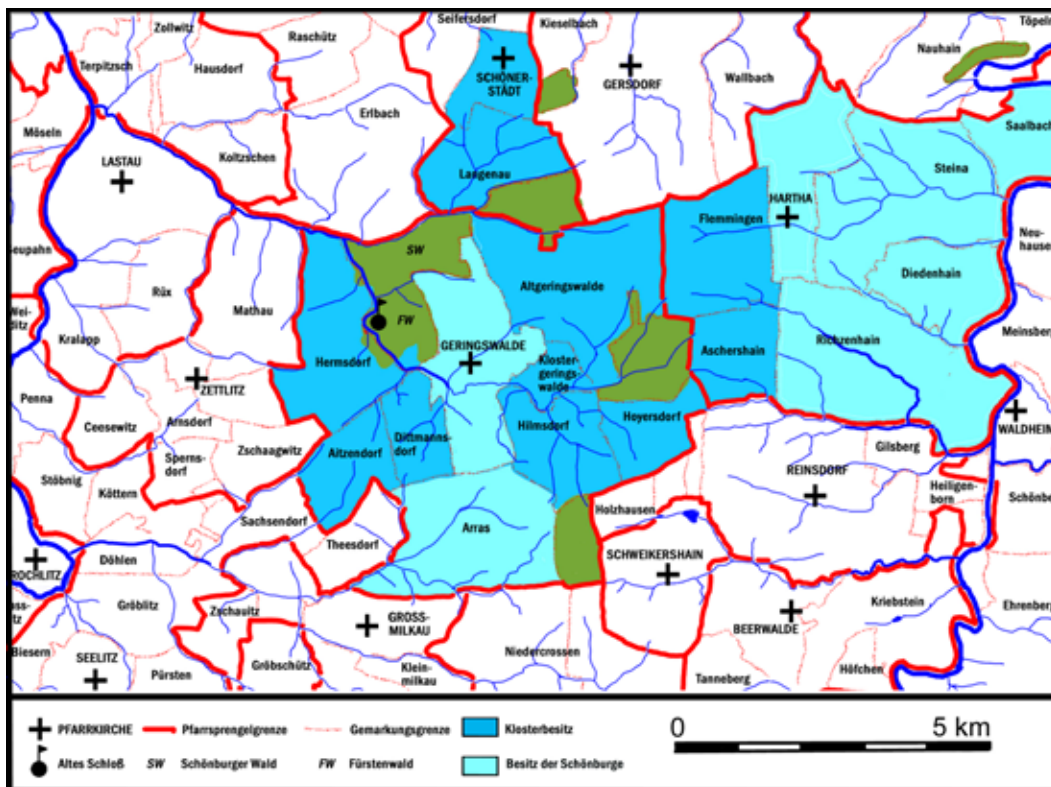 Zollwitz
Seifersdorf
Kieselbach
Töpeln
Raschütz
Nauhain
Terpitzsch
Hausdorf
SCHÖNER-
STÄDT
GERSDORF
Wallbach
Erlbach
Saalbach
Möseln
Koltzschen
LASTAU
Langenau
Steina
HARTHA
Flemmingen
Neu-
hausen
SW
Rüx
Altgeringswalde
Diedenhain
Mathau
Wei-
ditz
FW
Meinsberg
Kralapp
GERINGSWALDE
Richzenhain
Hermsdorf
Kloster-
gerings-
walde
Aschershain
ZETTLITZ
Penna
Hoyersdorf
Ceesewitz
Arnsdorf
Dittmanns-
dorf
Hilmsdorf
WALDHEIM
Zschaagwitz
Aitzendorf
Gilsberg
Sperns-
dorf
REINSDORF
Stöbnig
Köttern
Heiligen-
born
Schönberg
Sachsendorf
Arras
Holzhausen
Theesdorf
SCHWEIKERSHAIN
Döhlen
ROCHLITZ
Gröblitz
Zschauitz
Kriebstein
Ehrenberg
GROSS-
MILKAU
BEERWALDE
Biesern
SEELITZ
Niedercrossen
Gröbschütz
Klein-
milkau
Höfchen
Pürsten
Tanneberg
PFARRKIRCHE
Pfarrsprengelgrenze
Gemarkungsgrenze
Klosterbesitz
0 5 km
Altes Schloß
SW Schönburger Wald
FW Fürstenwald
Besitz der Schönburge